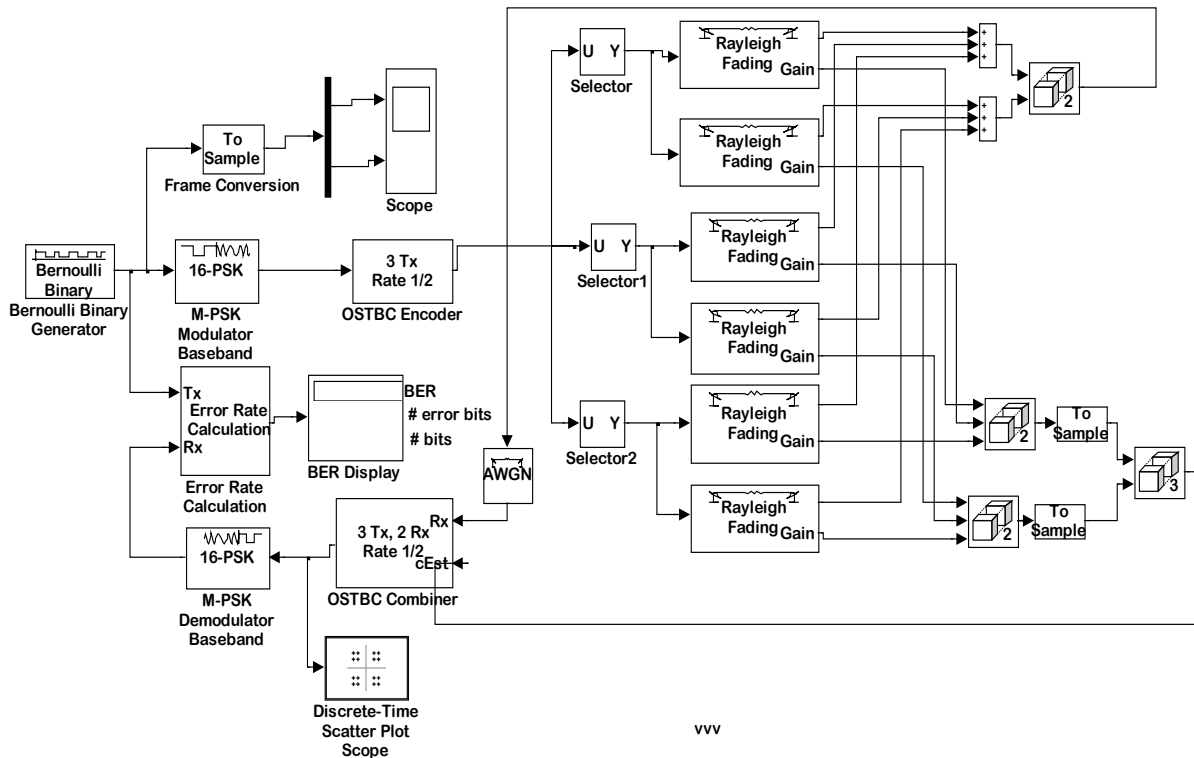 To
Sample
Frame Conversion
Scope
Bernoulli
Binary
Bernoulli Binary
Generator
16-PSK
M-PSK
Modulator
Baseband
3 Tx
Rate 1/2
OSTBC Encoder
Tx
Error Rate
Calculation
Rx
Error Rate
Calculation
BER
# error bits
# bits
BER Display
16-PSK
M-PSK
Demodulator
Baseband
AWGN
Rx
3 Tx, 2 Rx
Rate 1/2
cEst
OSTBC Combiner
Discrete-Time
Scatter Plot
Scope
U Y
Selector
U Y
Selector1
U Y
Selector2
Rayleigh
Fading
Gain
Rayleigh
Fading
Gain
Rayleigh
Fading
Gain
Rayleigh
Fading
Gain
Rayleigh
Fading
Gain
Rayleigh
Fading
Gain
+
+
+
+
+
+
2
2
To
Sample
2
To
Sample
3
vvv